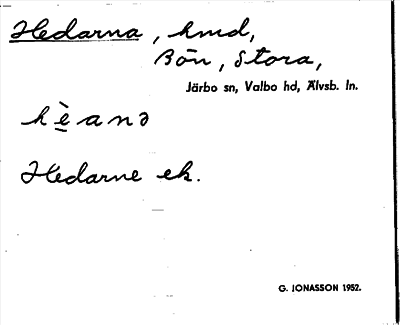 Hedarna, hmd,
Bön, Stora,
Järbo sn, Valbo hd, Älvsb. ln.
hèanə
Hedarne ek.
G. JONASSON 1952.